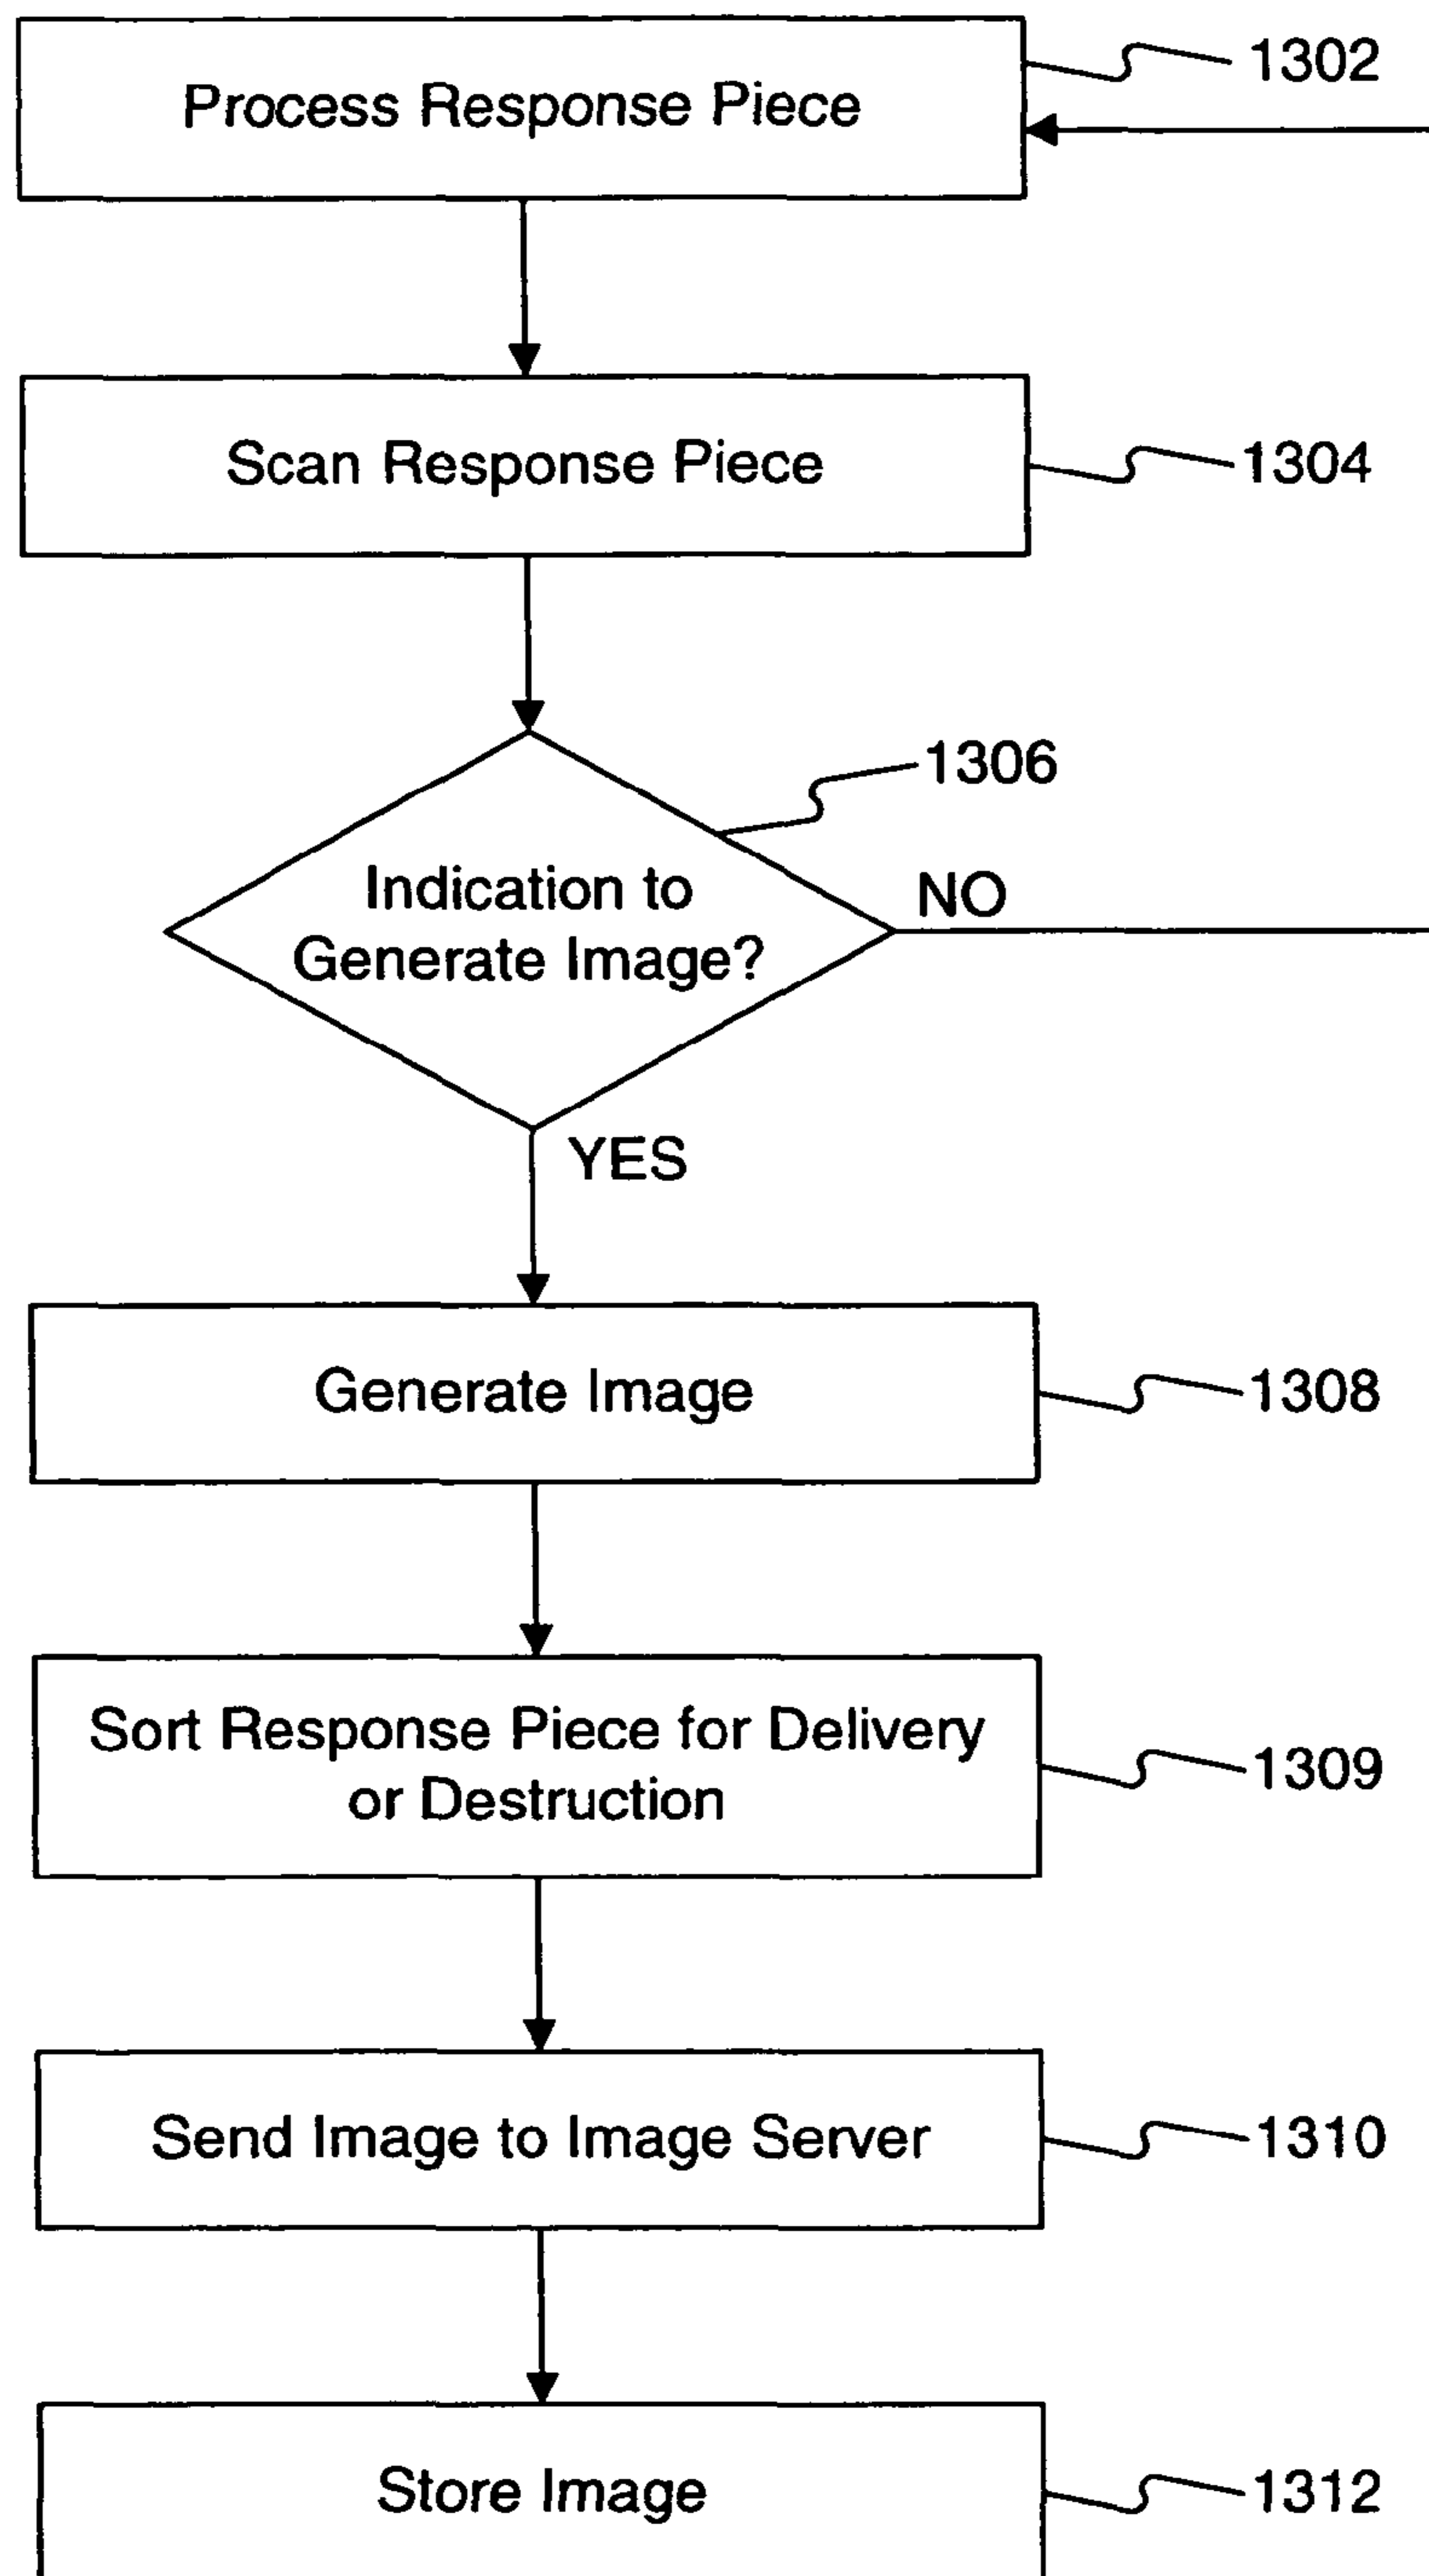 Process Response Piece
1302
Scan Response Piece
1304
1306
Indication to
Generate Image?
NO
YES
Generate Image
1308
Sort Response Piece for Delivery
or Destruction
1309
Send Image to Image Server
1310
Store Image
1312